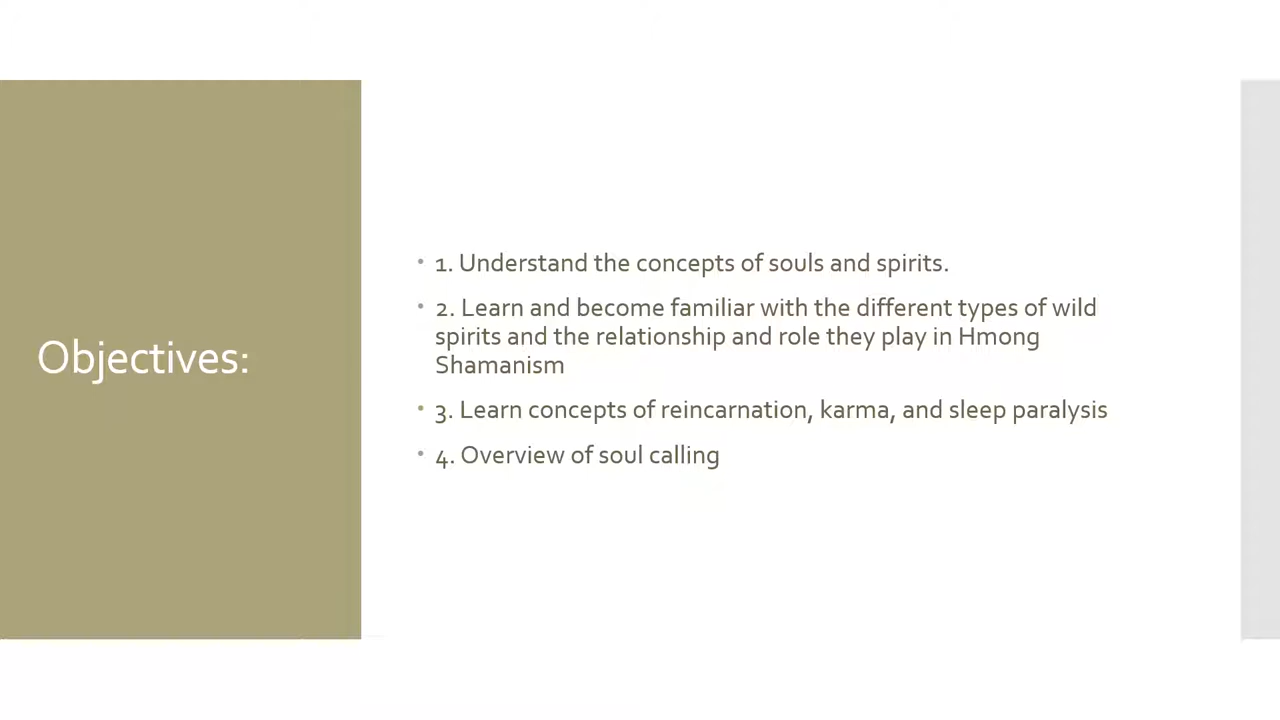 Objectives:
• 1. Understand the concepts of souls and spirits.
• 2. Learn and become familiar with the different types of wild
spirits and the relationship and role they play in Hmong
Shamanism
• 3. Learn concepts of reincarnation, karma, and sleep paralysis
• 4. Overview of soul calling